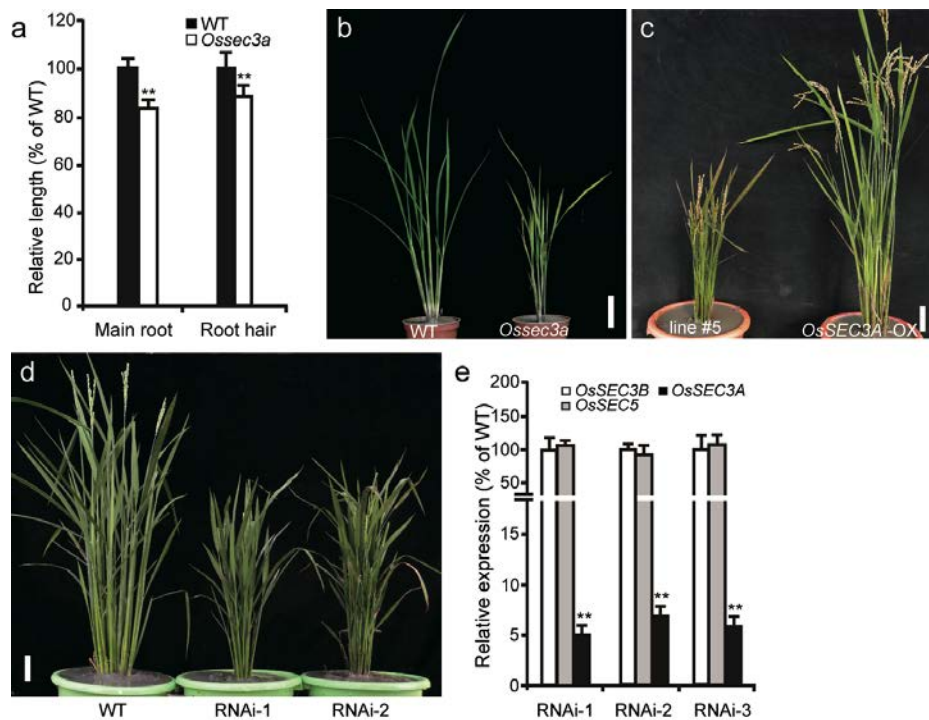 a
120
100
80
60
40
20
0
Relative length (% of WT)
WT
Ossec3a
**
**
Main root
Root hair
b
WT
Ossec3a
c
line #5
OsSEC3A-OX
d
WT
RNAi-1
RNAi-2
e
200
150
100
50
15
10
5
0
Relative expression (% of WT)
OsSEC3B
OsSEC3A
OsSEC5
**
**
**
RNAi-1
RNAi-2
RNAi-3